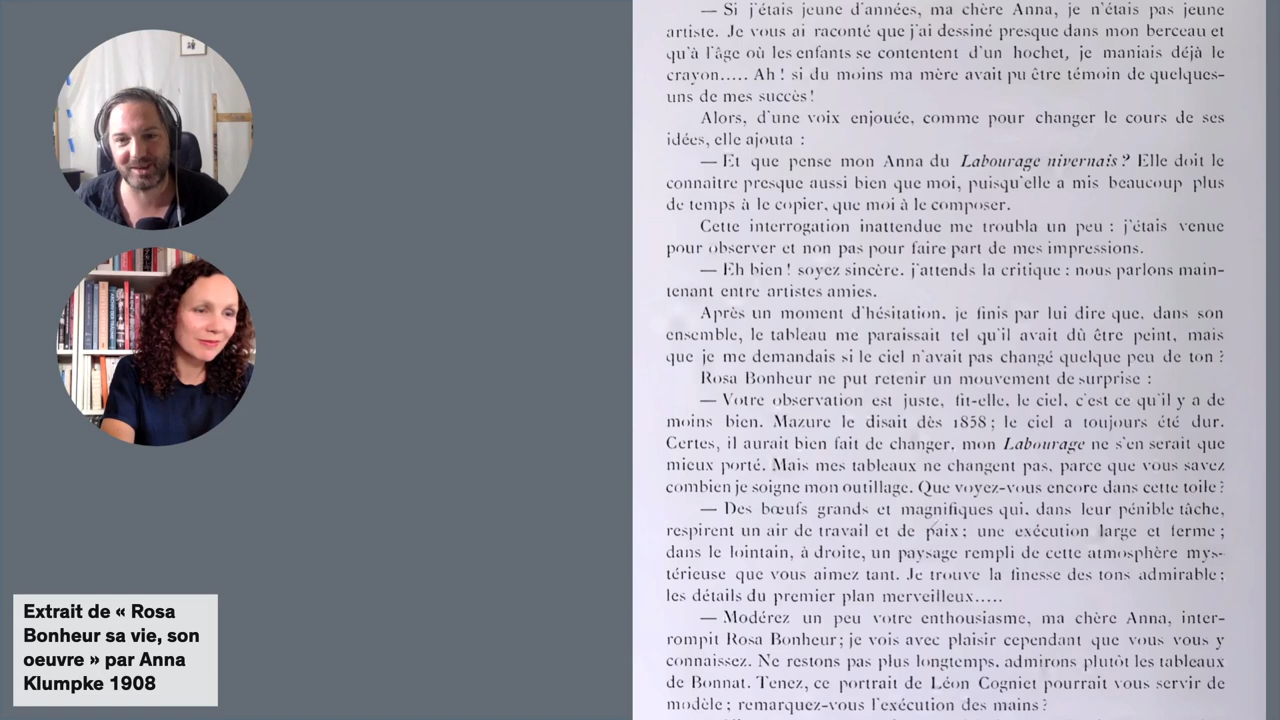 — Si j'étais jeune d'années, ma chère Anna, je n'étais pas jeune
artiste. Je vous ai raconté que j'ai dessiné presque dans mon berceau et
qu'à l'âge où les enfants se contentent d'un hochet, je maniais déjà le
crayon..... Ah ! si du moins ma mère avait pu être témoin de quelques-
uns de mes succès !
Alors, d'une voix enjouée, comme pour changer le cours de ses
idées, elle ajouta :
— Et que pense mon Anna du Labourage nivernais ? Elle doit le
connaître presque aussi bien que moi, puisqu'elle a mis beaucoup plus
de temps à le copier, que moi à le composer.
Cette interrogation inattendue me troubla un peu : j'étais venue
pour observer et non pas pour faire part de mes impressions.
— Eh bien ! soyez sincère. j'attends la critique : nous parlons main-
tenant entre artistes amies.
Après un moment d'hésitation, je finis par lui dire que, dans son
ensemble, le tableau me paraissait tel qu'il avait dû être peint, mais
que je me demandais si le ciel n'avait pas changé quelque peu de ton ?
Rosa Bonheur ne put retenir un mouvement de surprise :
— Votre observation est juste, fit-elle, le ciel, c'est ce qu'il y a de
moins bien. Mazure le disait dès 1858 ; le ciel a toujours été dur.
Certes, il aurait bien fait de changer, mon Labourage ne s'en serait que
mieux porté. Mais mes tableaux ne changent pas, parce que vous savez
combien je soigne mon outillage. Que voyez-vous encore dans cette toile ?
— Des bœufs grands et magnifiques qui, dans leur pénible tâche,
respirent un air de travail et de paix ; une exécution large et ferme ;
dans le lointain, à droite, un paysage rempli de cette atmosphère mys-
térieuse que vous aimez tant. Je trouve la finesse des tons admirable ;
les détails du premier plan merveilleux.....
— Modérez un peu votre enthousiasme, ma chère Anna, inter-
rompit Rosa Bonheur ; je vois avec plaisir cependant que vous vous y
connaissez. Ne restons pas plus longtemps, admirons plutôt les tableaux
de Bonnat. Tenez, ce portrait de Léon Cogniet pourrait vous servir de
modèle ; remarquez-vous l'exécution des mains ?
Extrait de « Rosa
Bonheur sa vie, son
oeuvre » par Anna
Klumpke 1908